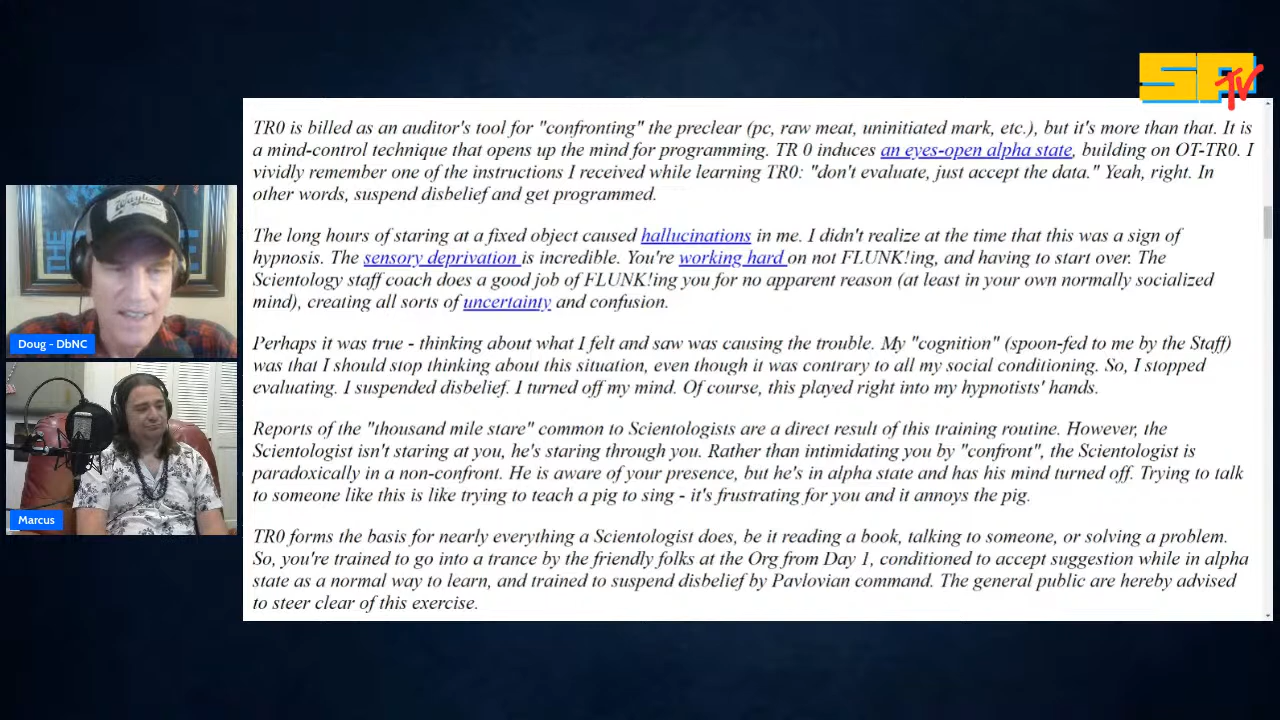 SPTV
TR0 is billed as an auditor's tool for "confronting" the preclear (pc, raw meat, uninitiated mark, etc.), but it's more than that. It is
a mind-control technique that opens up the mind for programming. TR 0 induces an eyes-open alpha state, building on OT-TR0. I
vividly remember one of the instructions I received while learning TR0: "don't evaluate, just accept the data." Yeah, right. In
other words, suspend disbelief and get programmed.
The long hours of staring at a fixed object caused hallucinations in me. I didn't realize at the time that this was a sign of
hypnosis. The sensory deprivation is incredible. You're working hard on not FLUNK!ing, and having to start over. The
Scientology staff coach does a good job of FLUNK!ing you for no apparent reason (at least in your own normally socialized
mind), creating all sorts of uncertainty and confusion.
Perhaps it was true - thinking about what I felt and saw was causing the trouble. My "cognition" (spoon-fed to me by the Staff)
was that I should stop thinking about this situation, even though it was contrary to all my social conditioning. So, I stopped
evaluating. I suspended disbelief. I turned off my mind. Of course, this played right into my hypnotists' hands.
Reports of the "thousand mile stare" common to Scientologists are a direct result of this training routine. However, the
Scientologist isn't staring at you, he's staring through you. Rather than intimidating you by "confront", the Scientologist is
paradoxically in a non-confront. He is aware of your presence, but he's in alpha state and has his mind turned off. Trying to talk
to someone like this is like trying to teach a pig to sing - it's frustrating for you and it annoys the pig.
TR0 forms the basis for nearly everything a Scientologist does, be it reading a book, talking to someone, or solving a problem.
So, you're trained to go into a trance by the friendly folks at the Org from Day 1, conditioned to accept suggestion while in alpha
state as a normal way to learn, and trained to suspend disbelief by Pavlovian command. The general public are hereby advised
to steer clear of this exercise.
Waylon
Doug - DbNC
Marcus